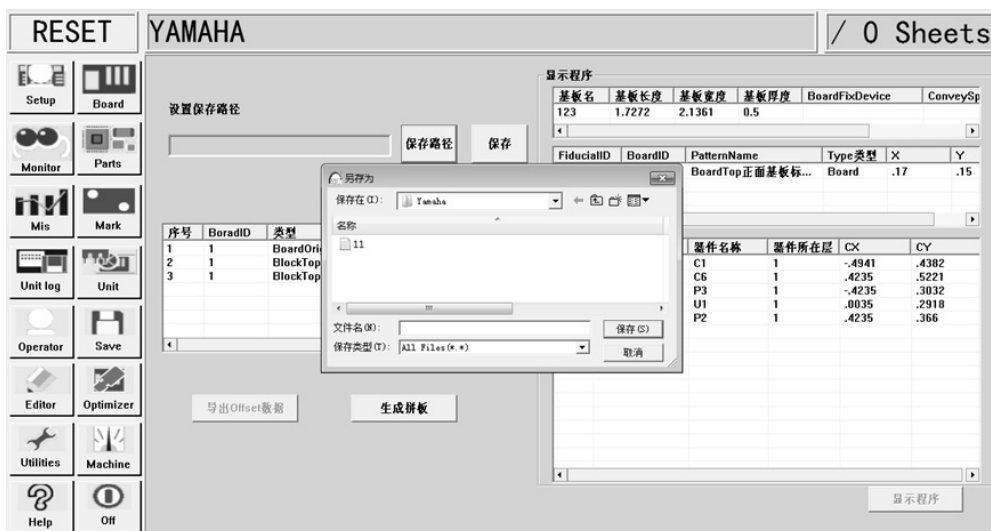 RESET YAMAHA / 0 Sheets
Setup Board
Monitor Parts
Mis Mark
Unit log Unit
Operator Save
Editor Optimizer
Utilities Machine
Help Off
设置保存路径
保存路径 保存
序号 BoradID 类型
1 1 BoardOri
2 1 BlockTop
3 1 BlockTop
导出Offset数据 生成拼板
另存为
保存在(I): Yamaha
名称
11
文件名(N): 保存(S)
保存类型(T): All Files(*.*) 取消
显示程序
基板名 基板长度 基板宽度 基板厚度 BoardFixDevice ConveySp
123 1.7272 2.1361 0.5
FiducialID BoardID PatternName Type类型 X Y
BoardTop正面基板标... Board .17 .15
器件名称 器件所在层 CX CY
C1 1 -.4941 .4382
C6 1 .4235 .5221
P3 1 -.4235 .3032
U1 1 .0035 .2918
P2 1 .4235 .366
显示程序